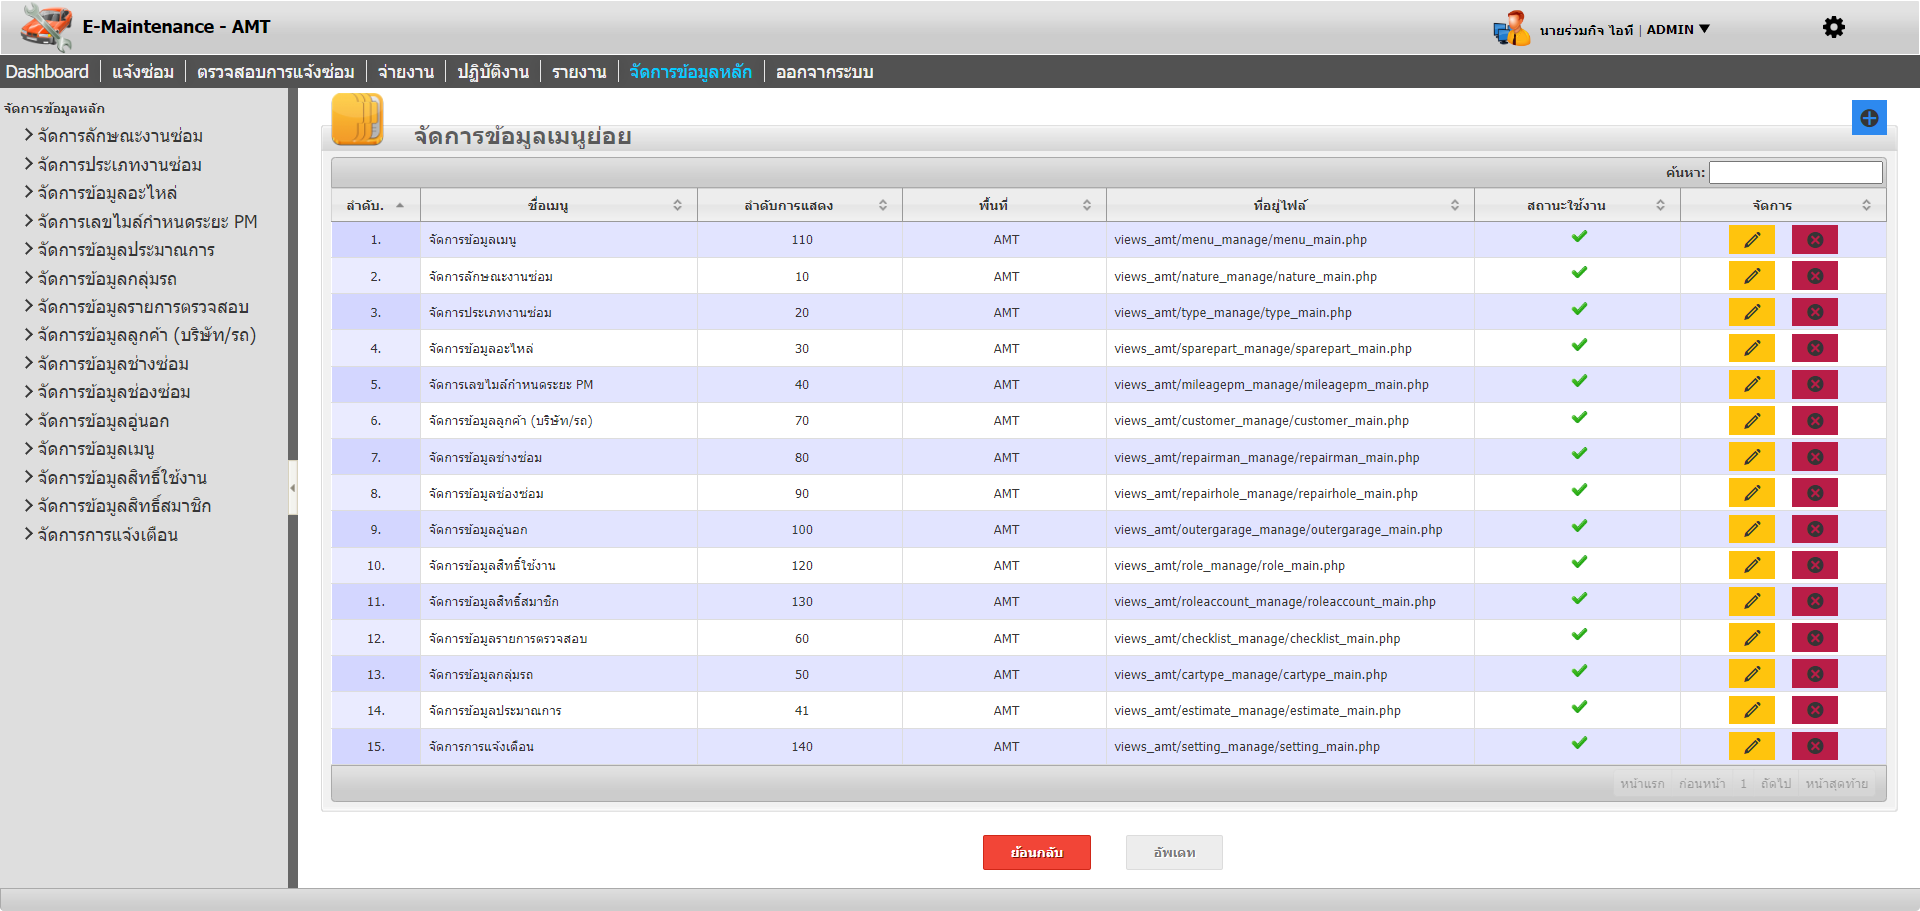 E-Maintenance - AMT
นายร่วมกิจ ไอที | ADMIN ▼
Dashboard | แจ้งซ่อม | ตรวจสอบการแจ้งซ่อม | จ่ายงาน | ปฏิบัติงาน | รายงาน | จัดการข้อมูลหลัก | ออกจากระบบ
จัดการข้อมูลหลัก
จัดการลักษณะงานซ่อม
จัดการประเภทงานซ่อม
จัดการข้อมูลอะไหล่
จัดการเลขไมล์กำหนดระยะ PM
จัดการข้อมูลประมาณการ
จัดการข้อมูลกลุ่มรถ
จัดการข้อมูลรายการตรวจสอบ
จัดการข้อมูลลูกค้า (บริษัท/รถ)
จัดการข้อมูลช่างซ่อม
จัดการข้อมูลช่องซ่อม
จัดการข้อมูลอู่นอก
จัดการข้อมูลเมนู
จัดการข้อมูลสิทธิ์ใช้งาน
จัดการข้อมูลสิทธิ์สมาชิก
จัดการการแจ้งเตือน
จัดการข้อมูลเมนูย่อย
ค้นหา:
ลำดับ. ชื่อเมนู ลำดับการแสดง พื้นที่ ที่อยู่ไฟล์ สถานะใช้งาน จัดการ
1. จัดการข้อมูลเมนู 110 AMT views_amt/menu_manage/menu_main.php
2. จัดการลักษณะงานซ่อม 10 AMT views_amt/nature_manage/nature_main.php
3. จัดการประเภทงานซ่อม 20 AMT views_amt/type_manage/type_main.php
4. จัดการข้อมูลอะไหล่ 30 AMT views_amt/sparepart_manage/sparepart_main.php
5. จัดการเลขไมล์กำหนดระยะ PM 40 AMT views_amt/mileagepm_manage/mileagepm_main.php
6. จัดการข้อมูลลูกค้า (บริษัท/รถ) 70 AMT views_amt/customer_manage/customer_main.php
7. จัดการข้อมูลช่างซ่อม 80 AMT views_amt/repairman_manage/repairman_main.php
8. จัดการข้อมูลช่องซ่อม 90 AMT views_amt/repairhole_manage/repairhole_main.php
9. จัดการข้อมูลอู่นอก 100 AMT views_amt/outergarage_manage/outergarage_main.php
10. จัดการข้อมูลสิทธิ์ใช้งาน 120 AMT views_amt/role_manage/role_main.php
11. จัดการข้อมูลสิทธิ์สมาชิก 130 AMT views_amt/roleaccount_manage/roleaccount_main.php
12. จัดการข้อมูลรายการตรวจสอบ 60 AMT views_amt/checklist_manage/checklist_main.php
13. จัดการข้อมูลกลุ่มรถ 50 AMT views_amt/cartype_manage/cartype_main.php
14. จัดการข้อมูลประมาณการ 41 AMT views_amt/estimate_manage/estimate_main.php
15. จัดการการแจ้งเตือน 140 AMT views_amt/setting_manage/setting_main.php
หน้าแรก ก่อนหน้า 1 ถัดไป หน้าสุดท้าย
ย้อนกลับ อัพเดท